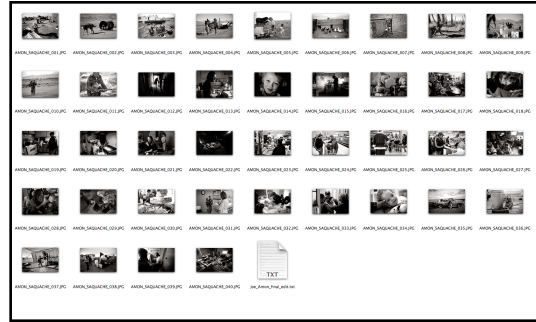 AMON_SAQUACHE_001.JPG AMON_SAQUACHE_002.JPG AMON_SAQUACHE_003.JPG AMON_SAQUACHE_004.JPG AMON_SAQUACHE_005.JPG AMON_SAQUACHE_006.JPG AMON_SAQUACHE_007.JPG AMON_SAQUACHE_008.JPG AMON_SAQUACHE_009.JPG
AMON_SAQUACHE_010.JPG AMON_SAQUACHE_011.JPG AMON_SAQUACHE_012.JPG AMON_SAQUACHE_013.JPG AMON_SAQUACHE_014.JPG AMON_SAQUACHE_015.JPG AMON_SAQUACHE_016.JPG AMON_SAQUACHE_017.JPG AMON_SAQUACHE_018.JPG
AMON_SAQUACHE_019.JPG AMON_SAQUACHE_020.JPG AMON_SAQUACHE_021.JPG AMON_SAQUACHE_022.JPG AMON_SAQUACHE_023.JPG AMON_SAQUACHE_024.JPG AMON_SAQUACHE_025.JPG AMON_SAQUACHE_026.JPG AMON_SAQUACHE_027.JPG
AMON_SAQUACHE_028.JPG AMON_SAQUACHE_029.JPG AMON_SAQUACHE_030.JPG AMON_SAQUACHE_031.JPG AMON_SAQUACHE_032.JPG AMON_SAQUACHE_033.JPG AMON_SAQUACHE_034.JPG AMON_SAQUACHE_035.JPG AMON_SAQUACHE_036.JPG
TXT
AMON_SAQUACHE_037.JPG AMON_SAQUACHE_038.JPG AMON_SAQUACHE_039.JPG AMON_SAQUACHE_040.JPG Joe_Amon_final_edit.txt